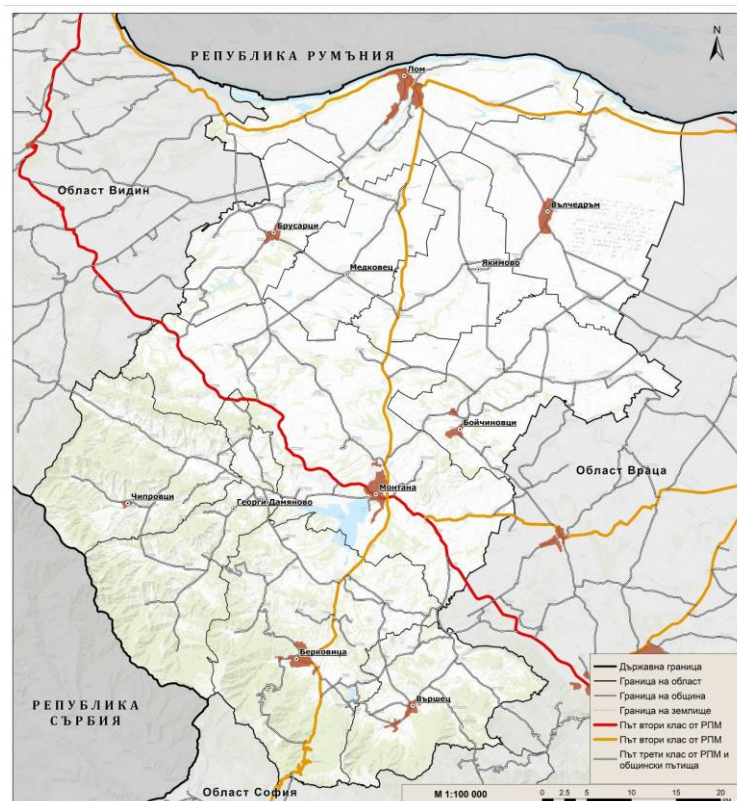 РЕПУБЛИКА РУМЪНИЯ
N
Лом
Област Видин
Вълчедръм
Брусарци
Медковец
Якимово
Бойчиновци
Област Враца
Монтана
Чипровци
Георги Дамяново
Берковица
Вършец
РЕПУБЛИКА
СЪРБИЯ
Област София
Държавна граница
Граница на област
Граница на община
Граница на землище
Път втори клас от РПМ
Път втори клас от РПМ
Път трети клас от РПМ и
общински пътища
М 1:100 000
0 2.5 5 10 15 20